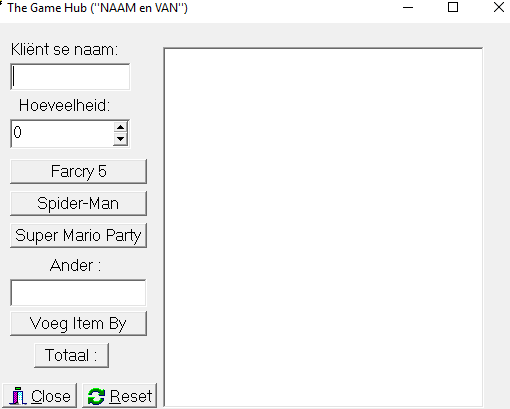 The Game Hub ("NAAM en VAN")
Kliënt se naam:
Hoeveelheid:
0
Farcry 5
Spider-Man
Super Mario Party
Ander :
Voeg Item By
Totaal :
Close
Reset